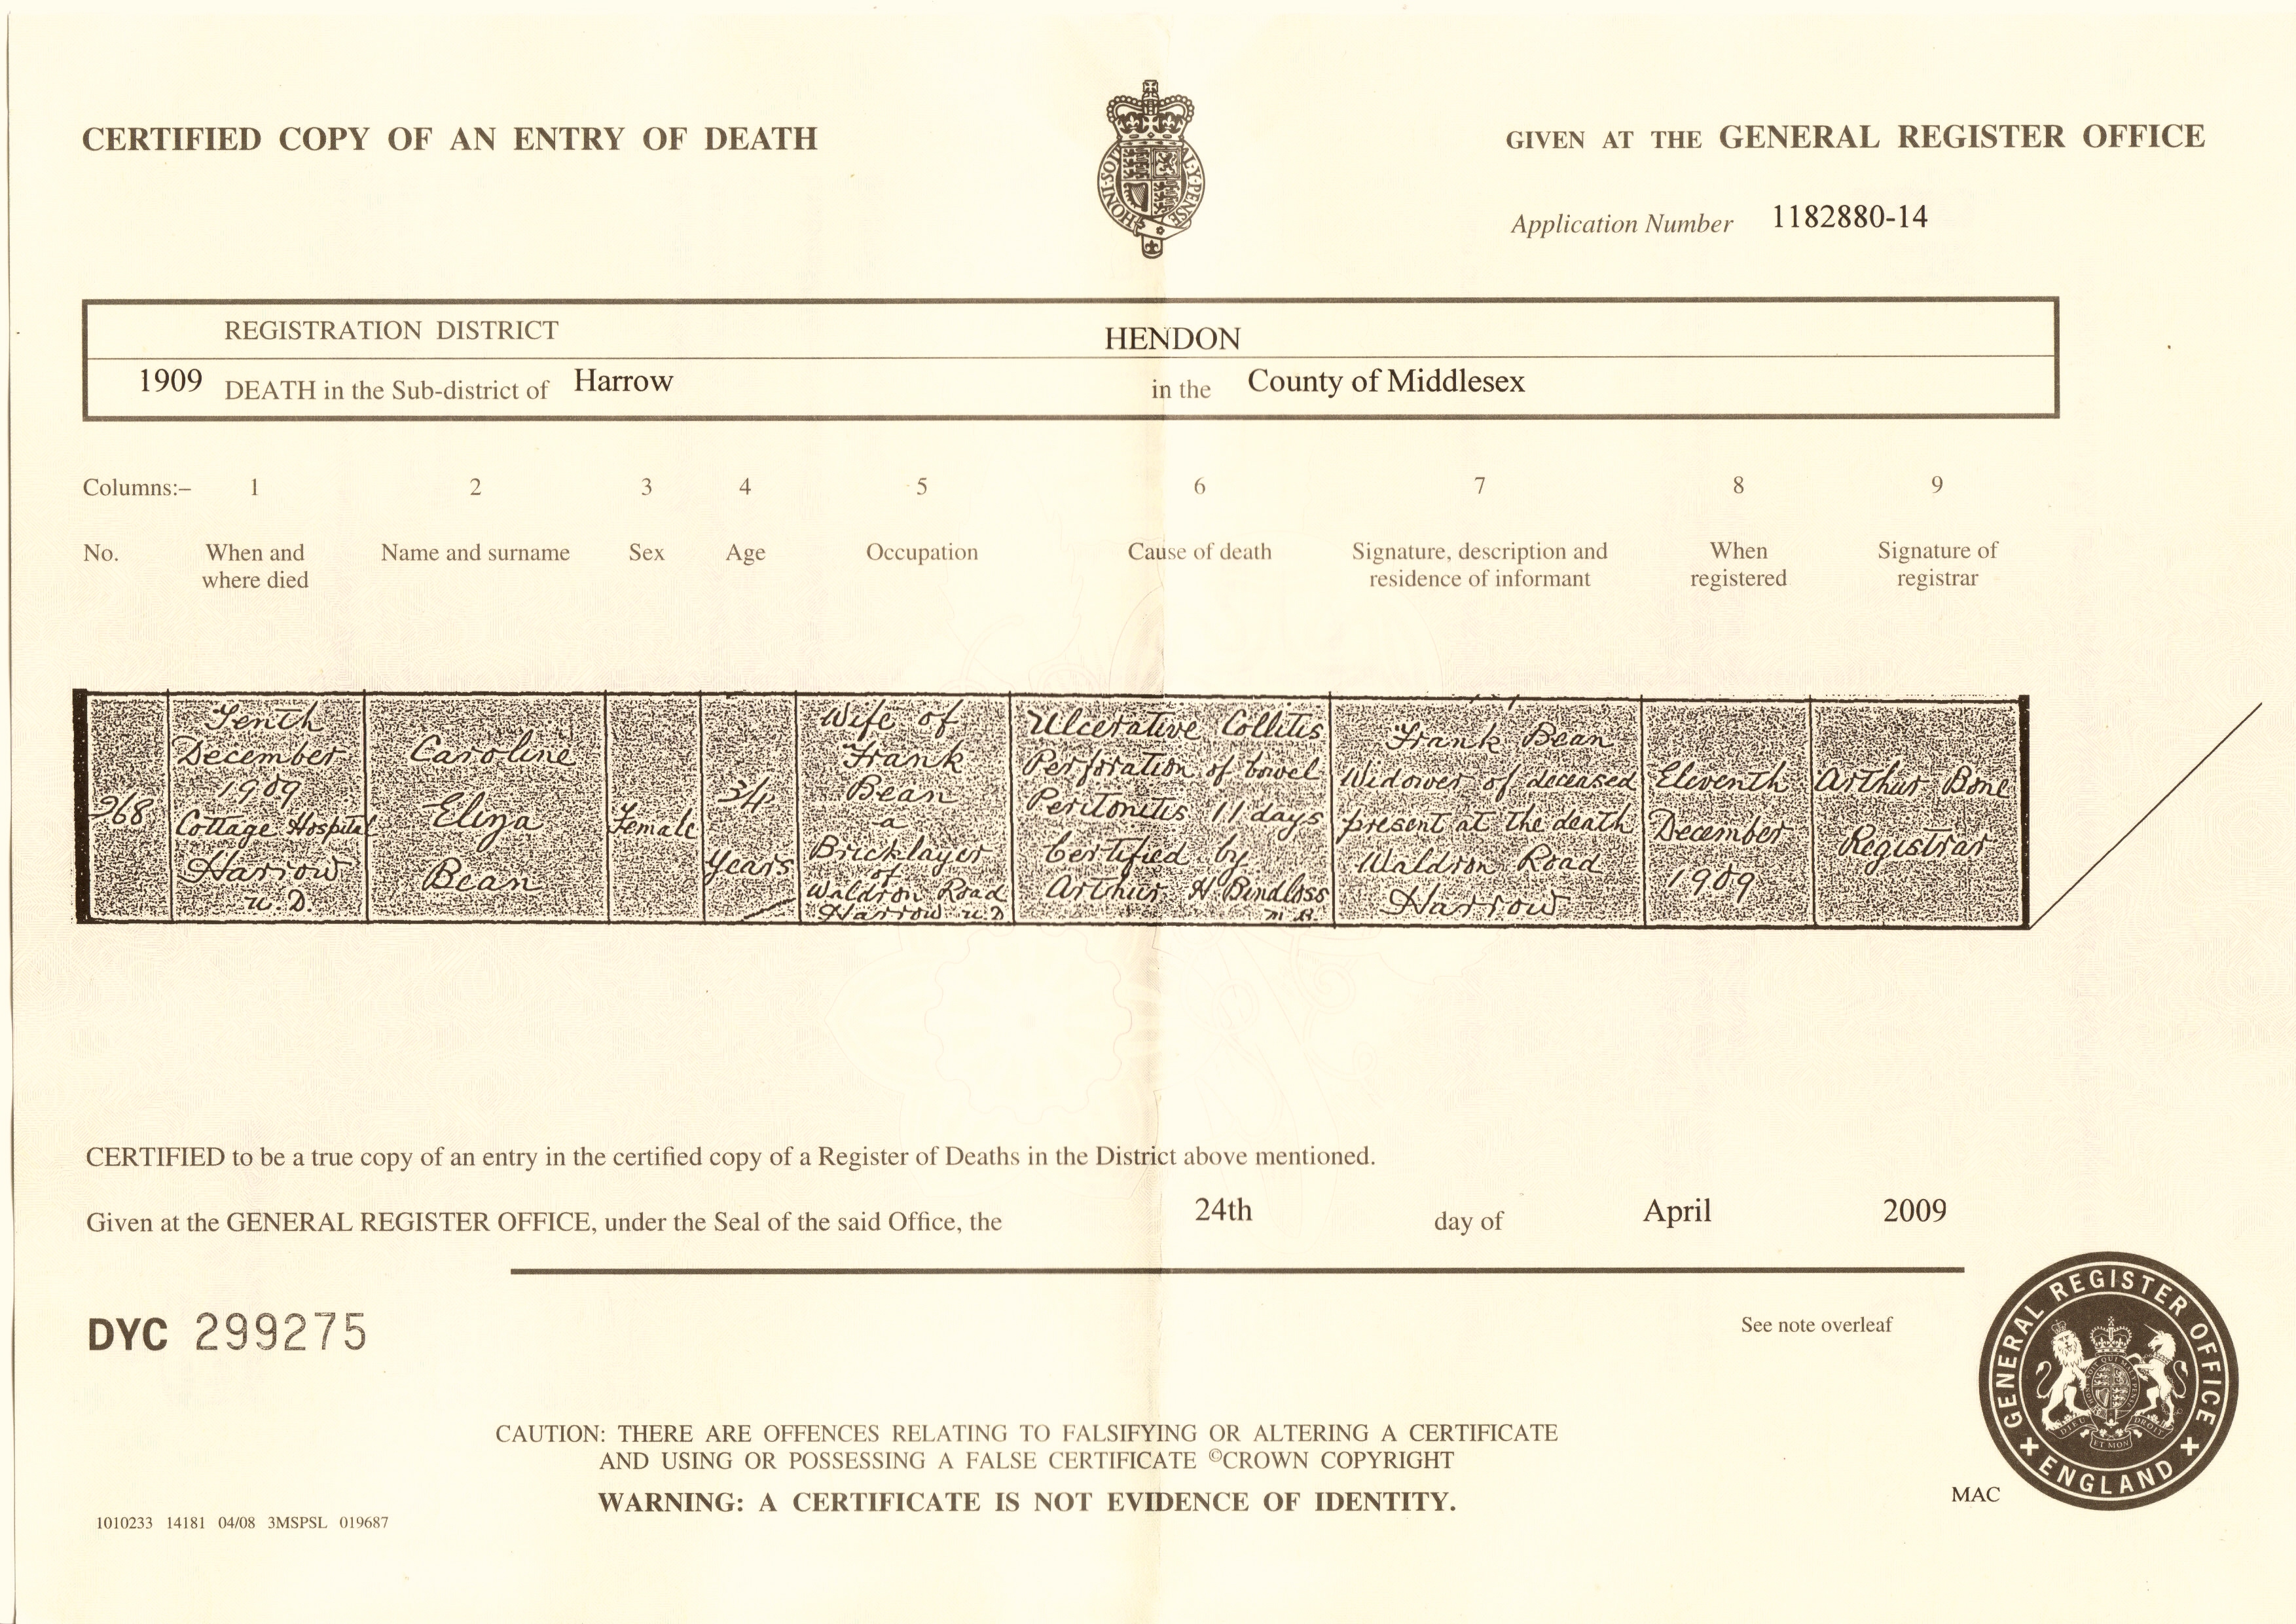 CERTIFIED COPY OF AN ENTRY OF DEATH
HONI·SOI AL·Y·PENSE
GIVEN AT THE GENERAL REGISTER OFFICE
Application Number 1182880-14
REGISTRATION DISTRICT HENDON
1909 DEATH in the Sub-district of Harrow in the County of Middlesex
Columns:– 1 2 3 4 5 6 7 8 9
No.
When and
where died
Name and surname
Sex
Age
Occupation
Cause of death
Signature, description and
residence of informant
When
registered
Signature of
registrar
268
Tenth
December
1909
Cottage Hospital
Harrow
U.D.
Caroline
Eliza
Bean
Female
34
Years
Wife of
Frank
Bean
a
Bricklayer
of
Waldron Road
Harrow U.D
Ulcerative Collitis
Perforation of bowel
Peritonitis 11 days
Certified by
Arthur H Bindloss
M.B.
Frank Bean
Widower of deceased
present at the death
Waldron Road
Harrow
Eleventh
December
1909
Arthur Bone
Registrar
CERTIFIED to be a true copy of an entry in the certified copy of a Register of Deaths in the District above mentioned.
Given at the GENERAL REGISTER OFFICE, under the Seal of the said Office, the 24th day of April 2009
DYC 299275
See note overleaf
CAUTION: THERE ARE OFFENCES RELATING TO FALSIFYING OR ALTERING A CERTIFICATE
AND USING OR POSSESSING A FALSE CERTIFICATE ©CROWN COPYRIGHT
WARNING: A CERTIFICATE IS NOT EVIDENCE OF IDENTITY.
1010233 14181 04/08 3MSPSL 019687
MAC
GENERAL REGISTER OFFICE
ENGLAND
DIEU ET MON DROIT